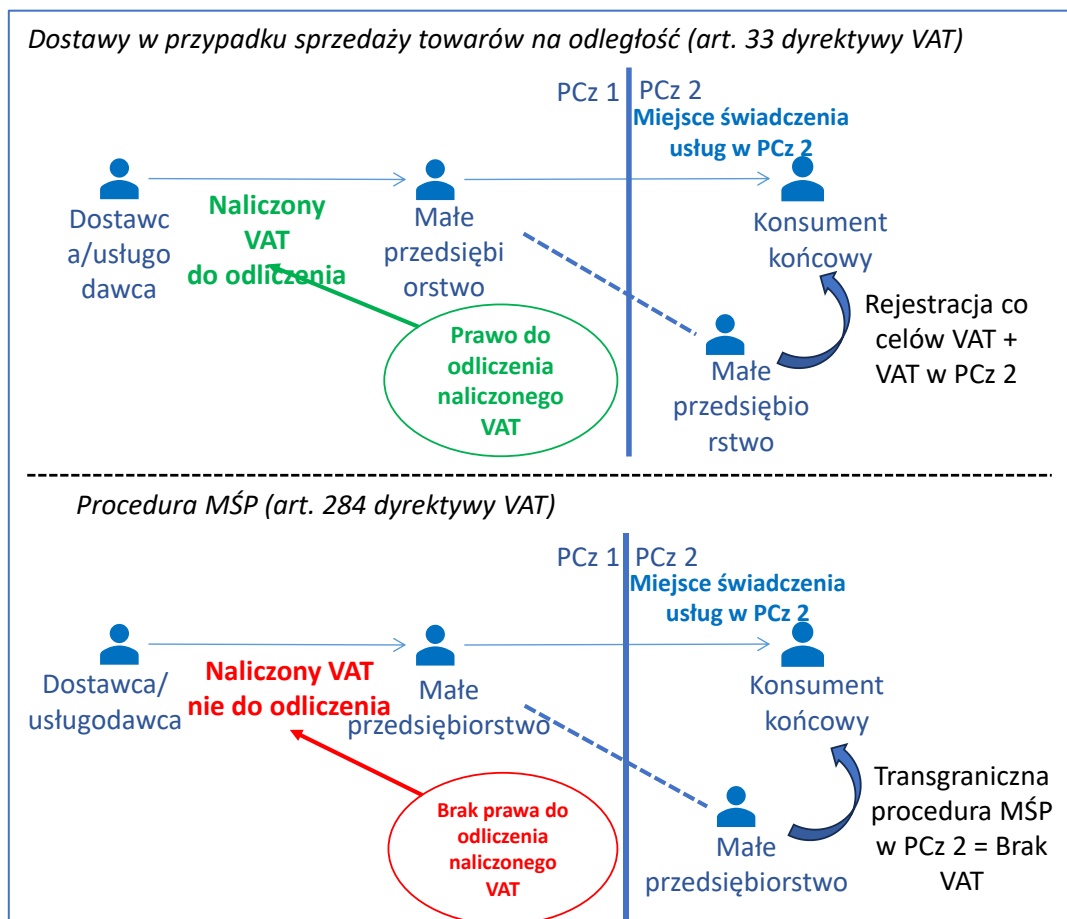 Dostawy w przypadku sprzedaży towarów na odległość (art. 33 dyrektywy VAT)
PCz 1
PCz 2
Miejsce świadczenia
usług w PCz 2
Dostawc
a/usługo
dawca
Naliczony
VAT
do odliczenia
Małe
przedsiębi
orstwo
Konsument
końcowy
Prawo do
odliczenia
naliczonego
VAT
Małe
przedsiębio
rstwo
Rejestracja co
celów VAT +
VAT w PCz 2
Procedura MŚP (art. 284 dyrektywy VAT)
PCz 1
PCz 2
Miejsce świadczenia
usług w PCz 2
Dostawca/
usługodawca
Naliczony VAT
nie do odliczenia
Małe
przedsiębiorstwo
Konsument
końcowy
Brak prawa do
odliczenia
naliczonego
VAT
Małe
przedsiębiorstwo
Transgraniczna
procedura MŚP
w PCz 2 = Brak
VAT